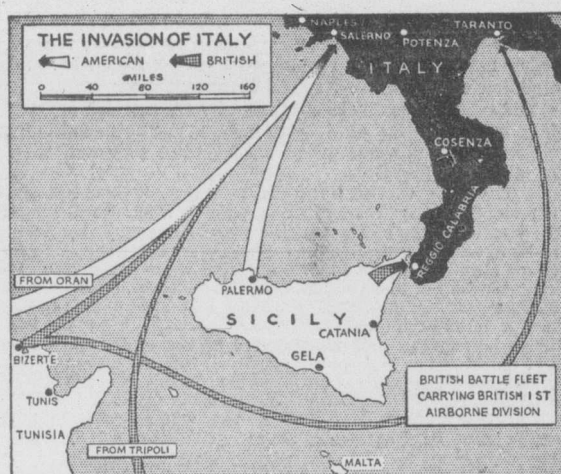 THE INVASION OF ITALY
AMERICAN BRITISH
MILES
0 40 80 120 160
NAPLES
SALERNO
POTENZA
TARANTO
ITALY
COSENZA
REGGIO CALABRIA
FROM ORAN
PALERMO
SICILY
CATANIA
GELA
BIZERTE
TUNIS
TUNISIA
FROM TRIPOLI
MALTA
BRITISH BATTLE FLEET
CARRYING BRITISH 1ST
AIRBORNE DIVISION